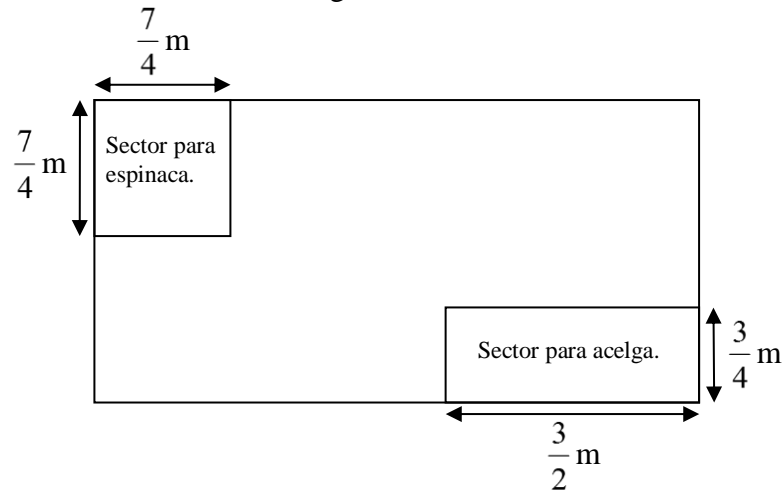 7/4 m
7/4 m
Sector para
espinaca.
Sector para acelga.
3/4 m
3/2 m